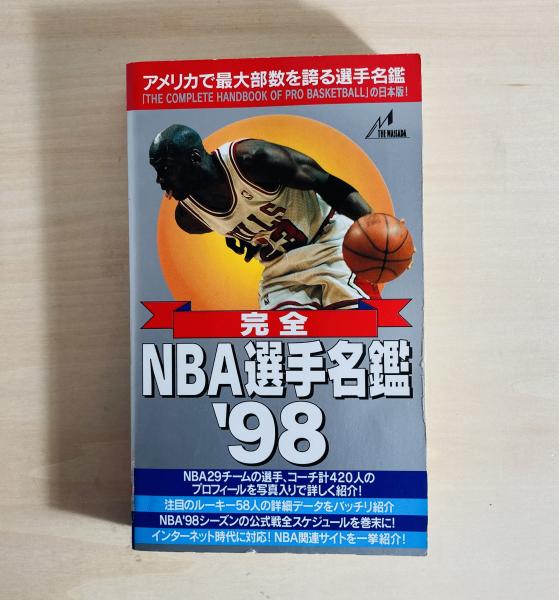 アメリカで最大部数を誇る選手名鑑
「THE COMPLETE HANDBOOK OF PRO BASKETBALL」の日本版!
THE MASSADA
BULLS
23
完全
NBA選手名鑑
'98
NBA29チームの選手、コーチ計420人の
プロフィールを写真入りで詳しく紹介!
注目のルーキー58人の詳細データをバッチリ紹介
NBA'98シーズンの公式戦全スケジュールを巻末に!
インターネット時代に対応! NBA関連サイトを一挙紹介!